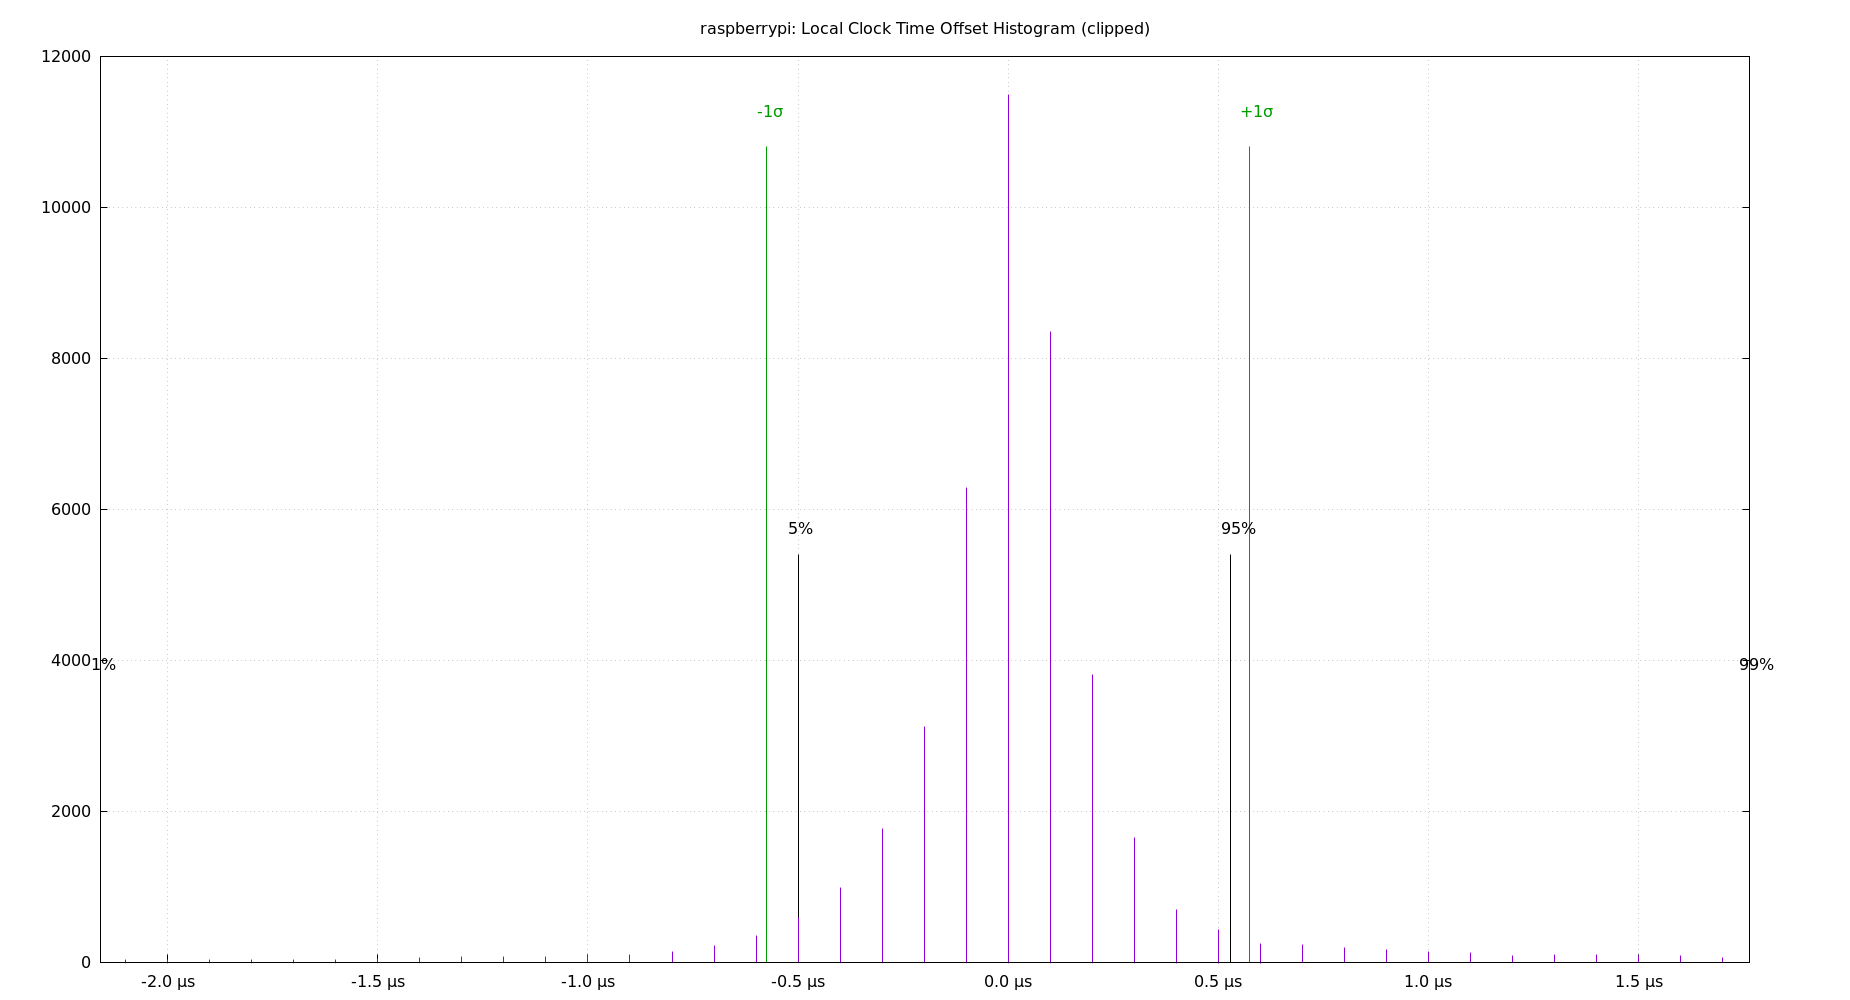 raspberrypi: Local Clock Time Offset Histogram (clipped)
12000
-1σ
+1σ
10000
8000
6000
5%
95%
4000
1%
99%
2000
0
-2.0 µs
-1.5 µs
-1.0 µs
-0.5 µs
0.0 µs
0.5 µs
1.0 µs
1.5 µs